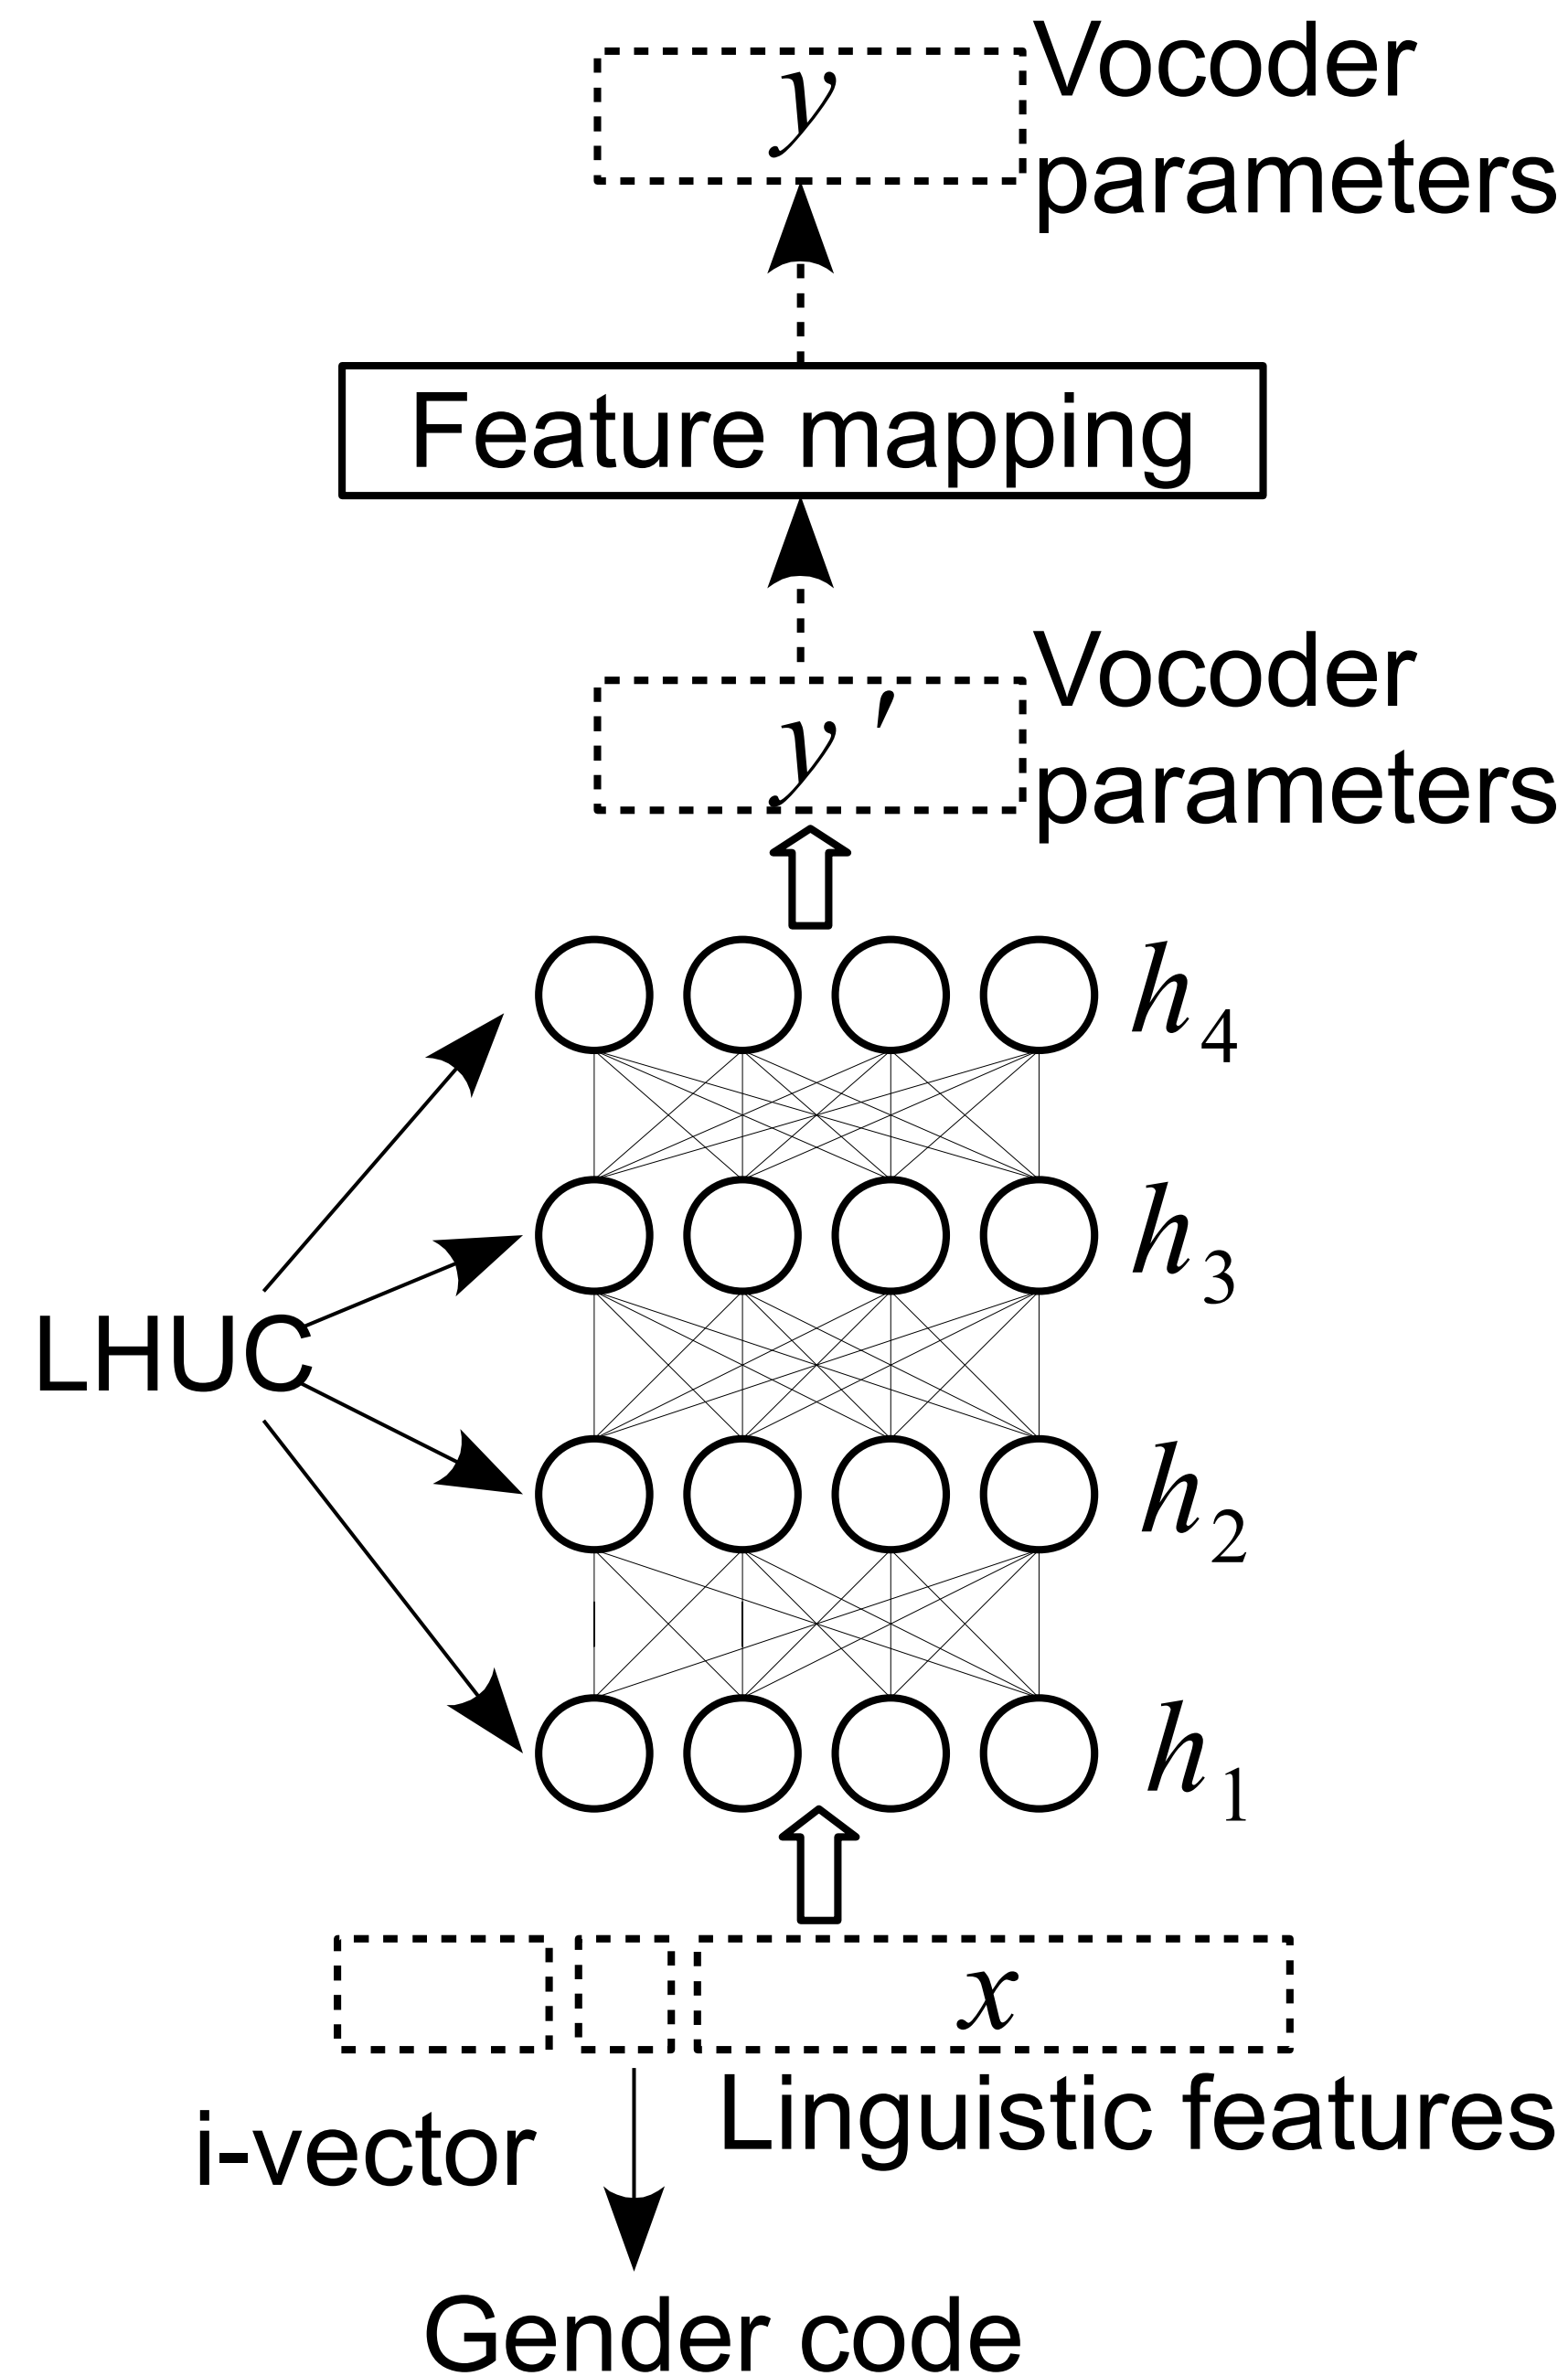 y
Vocoder
parameters
Feature mapping
y'
Vocoder
parameters
h4
h3
LHUC
h2
h1
x
i-vector
Linguistic features
Gender code